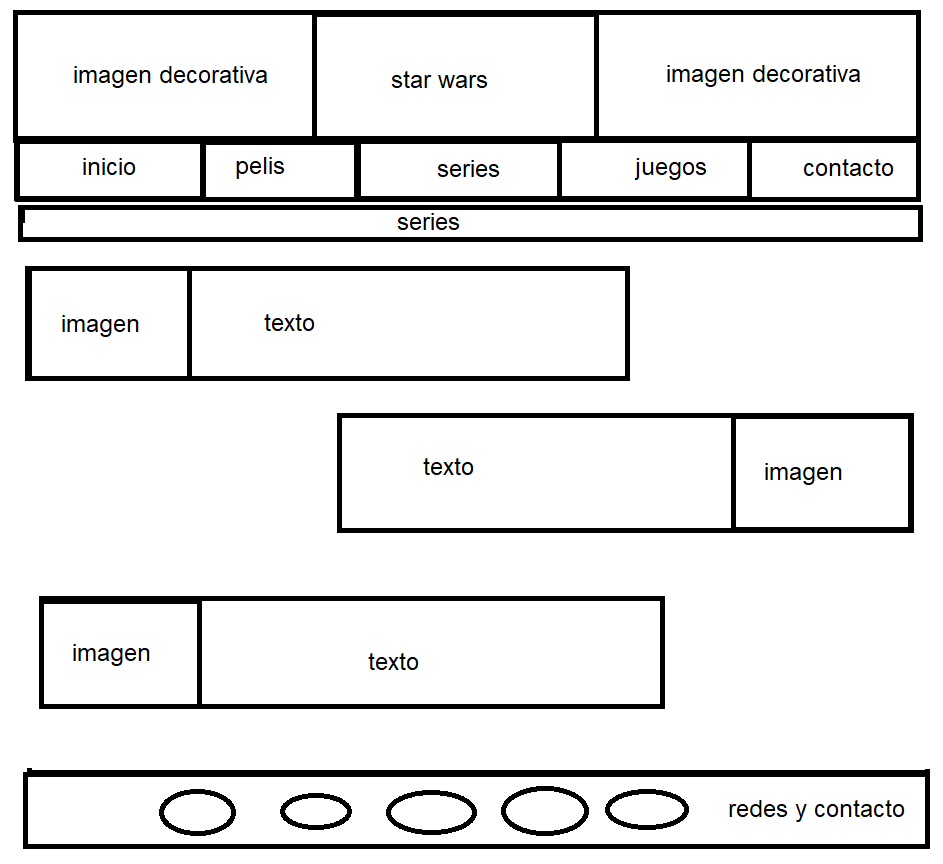 imagen decorativa
star wars
imagen decorativa
inicio
pelis
series
juegos
contacto
series
imagen
texto
texto
imagen
imagen
texto
redes y contacto